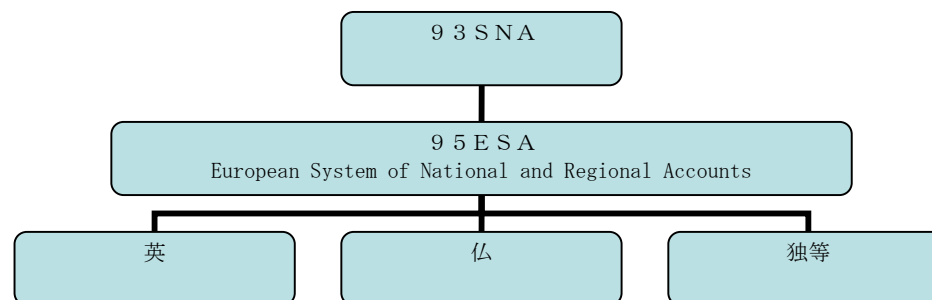 ９３ＳＮＡ
９５ＥＳＡ
European System of National and Regional Accounts
英
仏
独等